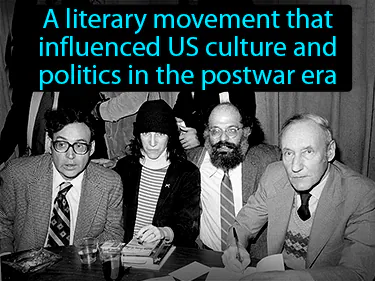 A literary movement that
influenced US culture and
politics in the postwar era